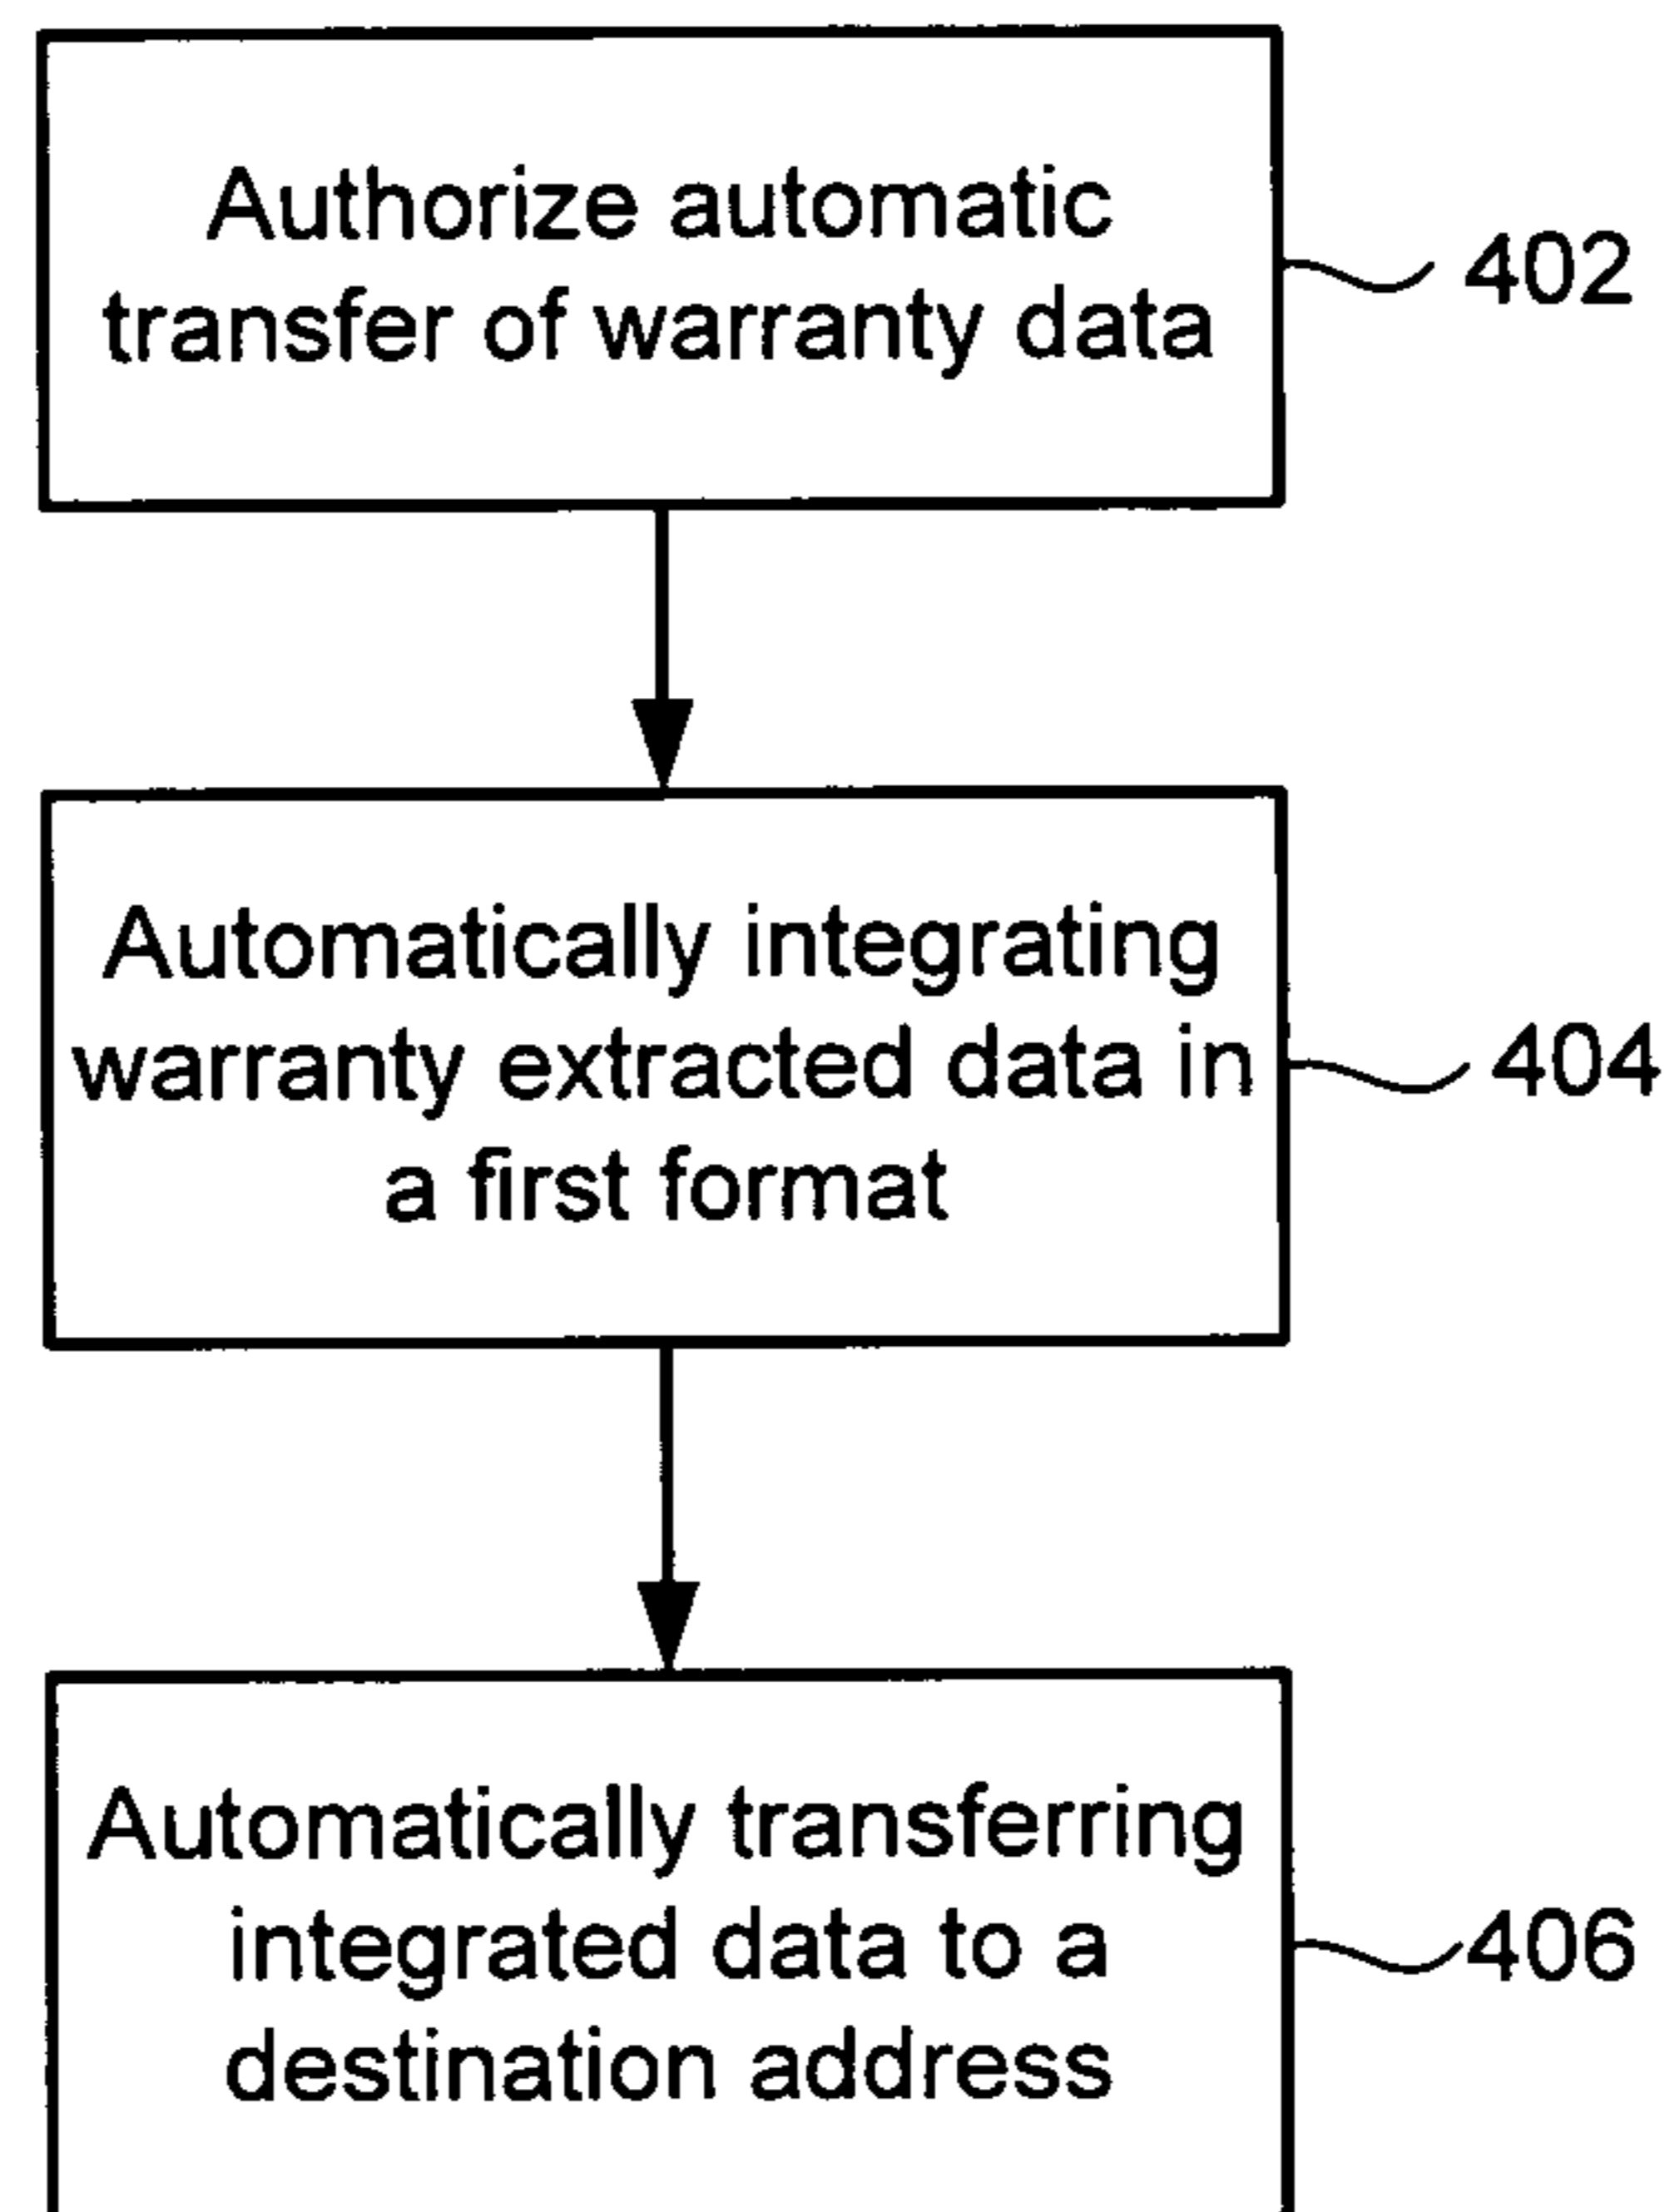 Authorize automatic
transfer of warranty data
402
Automatically integrating
warranty extracted data in
a first format
404
Automatically transferring
integrated data to a
destination address
406